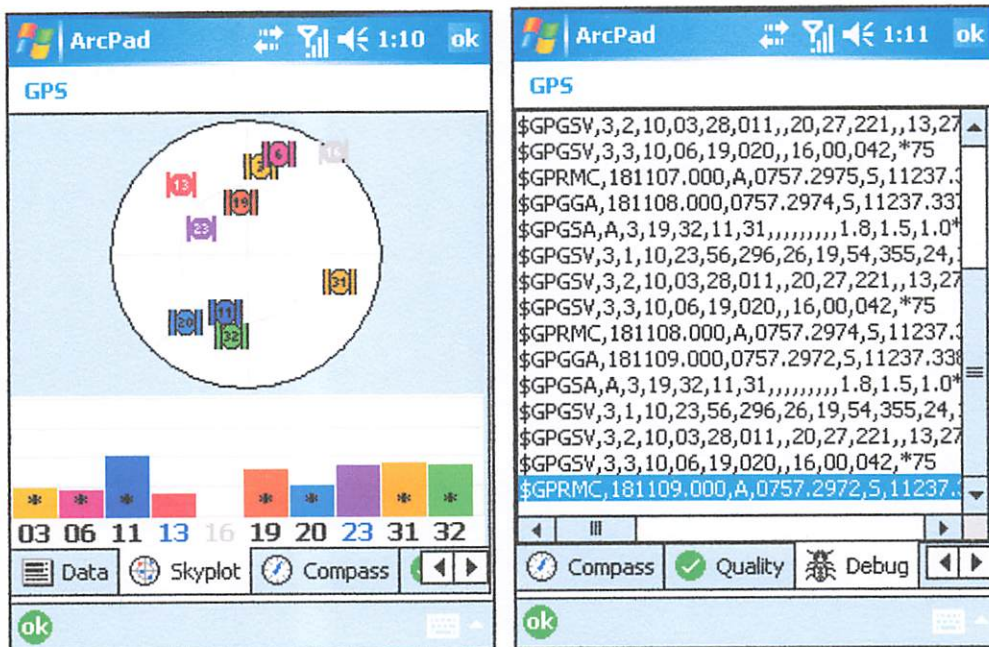 ArcPad 1:10 ok
GPS
13
6
19
23
31
20
11
32
* * * * * * *
03 06 11 13 16 19 20 23 31 32
Data Skyplot Compass
ok
ArcPad 1:11 ok
GPS
$GPGSV,3,2,10,03,28,011,,20,27,221,,13,27
$GPGSV,3,3,10,06,19,020,,16,00,042,*75
$GPRMC,181107.000,A,0757.2975,S,11237.3
$GPGGA,181108.000,0757.2974,S,11237.337
$GPGSA,A,3,19,32,11,31,,,,,,,,,1.8,1.5,1.0*
$GPGSV,3,1,10,23,56,296,26,19,54,355,24,
$GPGSV,3,2,10,03,28,011,,20,27,221,,13,27
$GPGSV,3,3,10,06,19,020,,16,00,042,*75
$GPRMC,181108.000,A,0757.2974,S,11237.3
$GPGGA,181109.000,0757.2972,S,11237.338
$GPGSA,A,3,19,32,11,31,,,,,,,,,1.8,1.5,1.0*
$GPGSV,3,1,10,23,56,296,26,19,54,355,24,
$GPGSV,3,2,10,03,28,011,,20,27,221,,13,27
$GPGSV,3,3,10,06,19,020,,16,00,042,*75
$GPRMC,181109.000,A,0757.2972,S,11237.3
Compass Quality Debug
ok